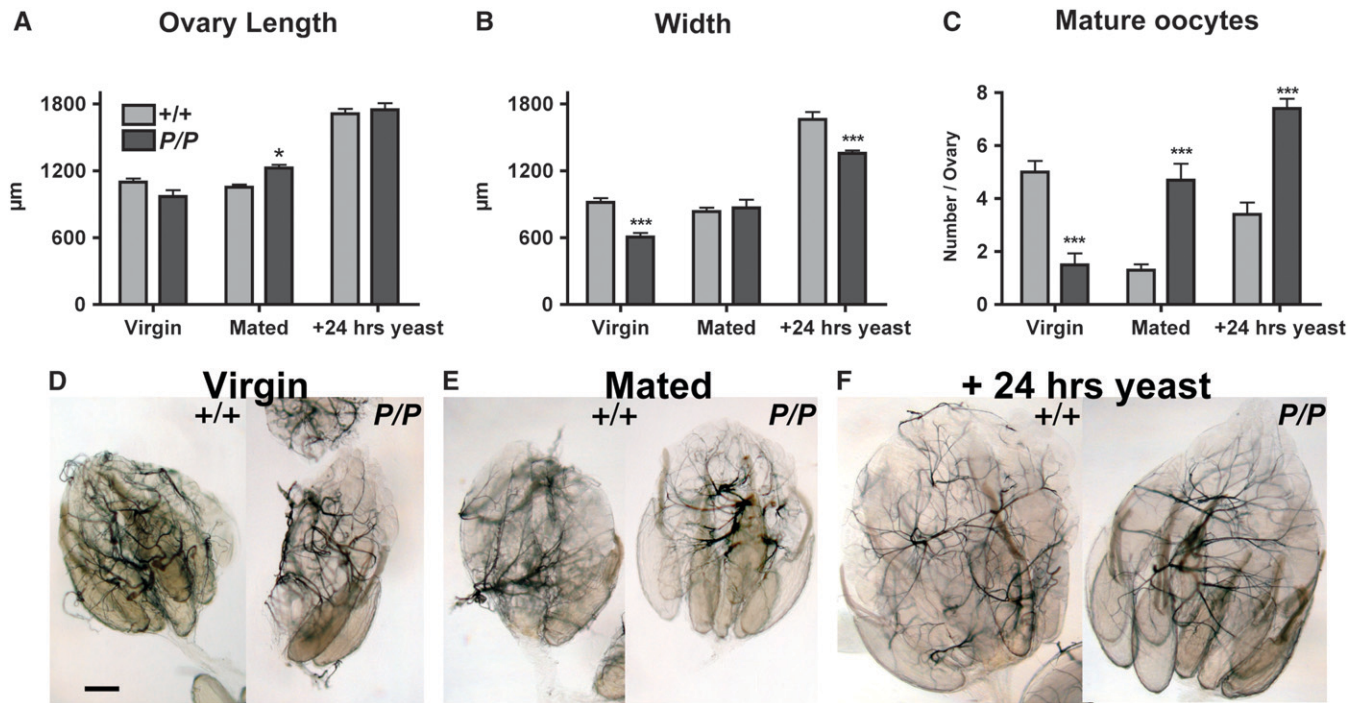 A Ovary Length
B Width
C Mature oocytes
µm
1800
1200
600
0
+/+
P/P
*
Virgin Mated +24 hrs yeast
µm
1800
1200
600
0
***
***
Virgin Mated +24 hrs yeast
Number / Ovary
8
6
4
2
0
***
***
***
Virgin Mated +24 hrs yeast
D Virgin
+/+ P/P
E Mated
+/+ P/P
F + 24 hrs yeast
+/+ P/P